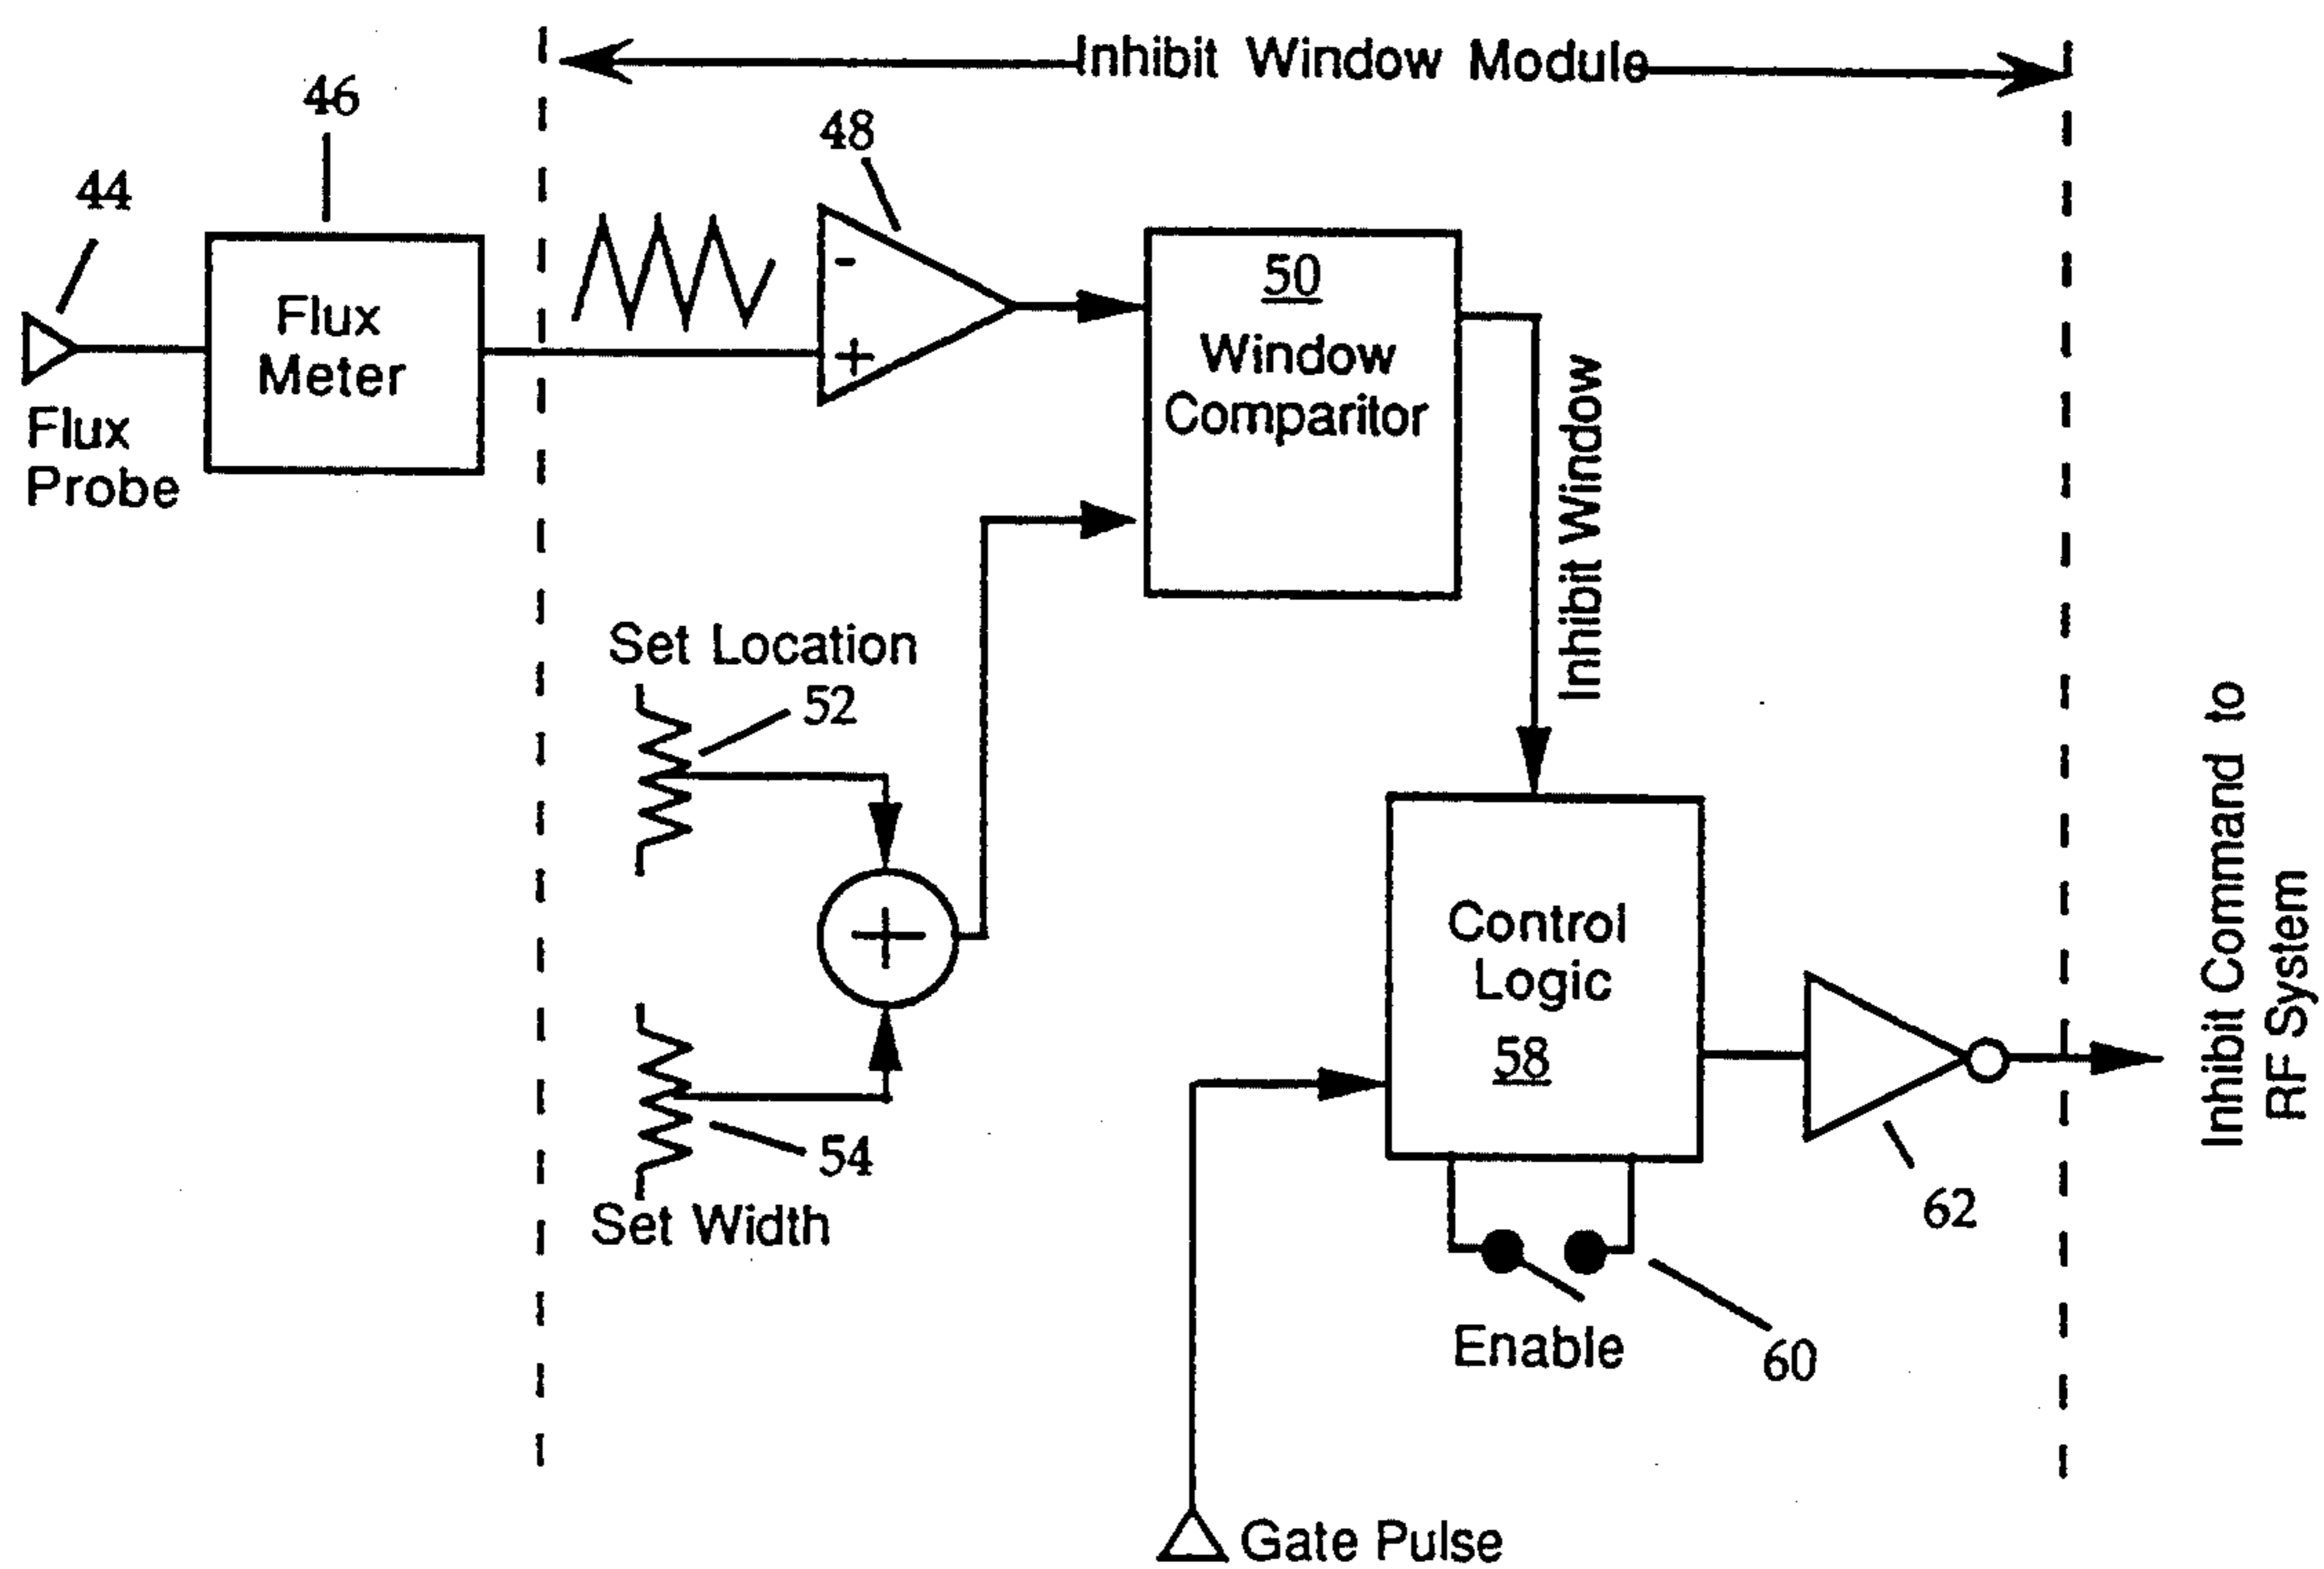 Inhibit Window Module
46
48
44
Flux
Meter
-
+
50
Window
Comparitor
Flux
Probe
Inhibit Window
Set Location
52
+
Control
Logic
58
54
Set Width
62
Enable
60
Gate Pulse
Inhibit Command to
RF System